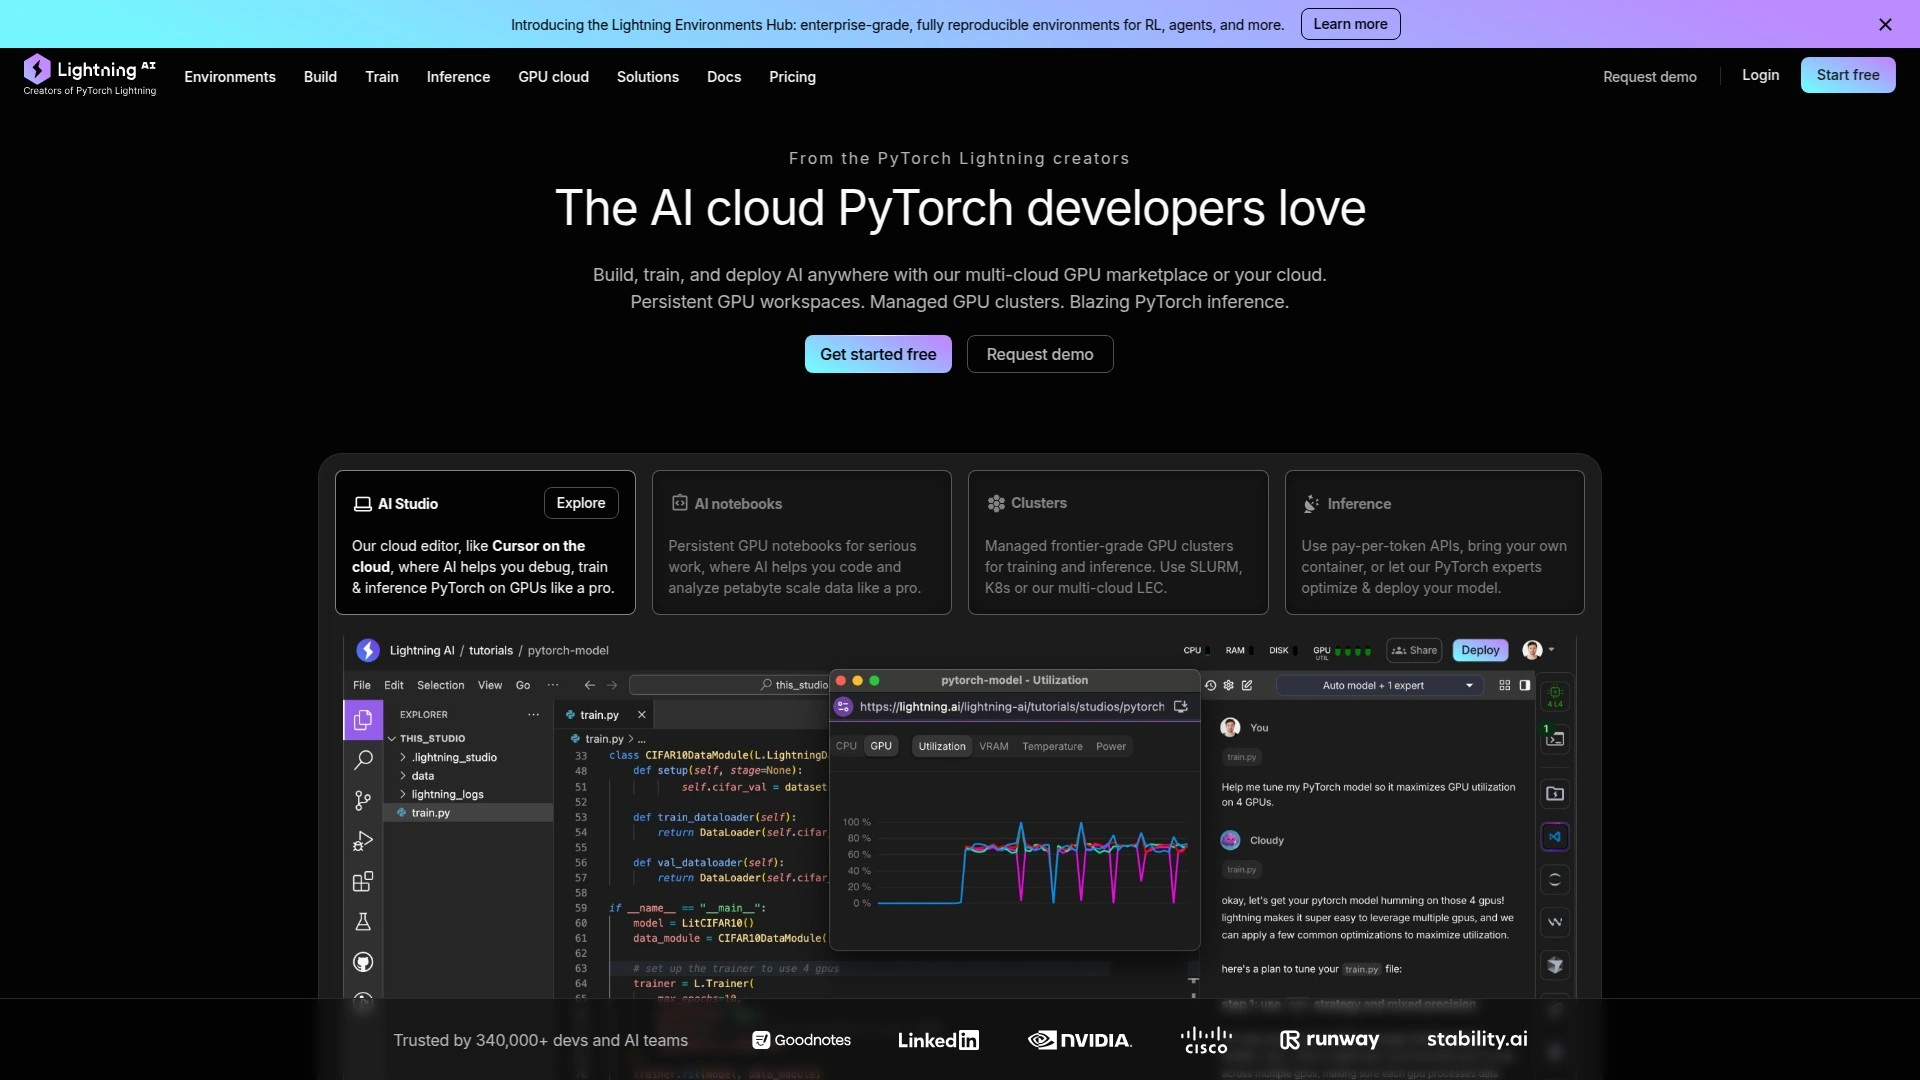 Introducing the Lightning Environments Hub: enterprise-grade, fully reproducible environments for RL, agents, and more.
Learn more
Lightning AI
Creators of PyTorch Lightning
Environments
Build
Train
Inference
GPU cloud
Solutions
Docs
Pricing
Request demo
Login
Start free
From the PyTorch Lightning creators
The AI cloud PyTorch developers love
Build, train, and deploy AI anywhere with our multi-cloud GPU marketplace or your cloud.
Persistent GPU workspaces. Managed GPU clusters. Blazing PyTorch inference.
Get started free
Request demo
AI Studio
Explore
Our cloud editor, like Cursor on the
cloud, where AI helps you debug, train
& inference PyTorch on GPUs like a pro.
AI notebooks
Persistent GPU notebooks for serious
work, where AI helps you code and
analyze petabyte scale data like a pro.
Clusters
Managed frontier-grade GPU clusters
for training and inference. Use SLURM,
K8s or our multi-cloud LEC.
Inference
Use pay-per-token APIs, bring your own
container, or let our PyTorch experts
optimize & deploy your model.
Lightning AI / tutorials / pytorch-model
CPU
RAM
DISK
GPU
UTIL
Share
Deploy
File
Edit
Selection
View
Go
this_studio
Auto model + 1 expert
EXPLORER
THIS_STUDIO
.lightning_studio
data
lightning_logs
train.py
train.py
train.py > ...
33 class CIFAR10DataModule(L.LightningD
48 def setup(self, stage=None):
51 self.cifar_val = dataset
52
53 def train_dataloader(self):
54 return DataLoader(self.cifar_
55
56 def val_dataloader(self):
57 return DataLoader(self.cifar_
58
59 if __name__ == "__main__":
60 model = LitCIFAR10()
61 data_module = CIFAR10DataModule(
62
63 # set up the trainer to use 4 gpus
64 trainer = L.Trainer(
65 max_epochs=10,
pytorch-model - Utilization
https://lightning.ai/lightning-ai/tutorials/studios/pytorch
CPU
GPU
Utilization
VRAM
Temperature
Power
100 %
80 %
60 %
40 %
20 %
0 %
You
train.py
Help me tune my PyTorch model so it maximizes GPU utilization
on 4 GPUs.
Cloudy
train.py
okay, let's get your pytorch model humming on those 4 gpus!
lightning makes it super easy to leverage multiple gpus, and we
can apply a few common optimizations to maximize utilization.
here's a plan to tune your train.py file:
step 1: use strategy and mixed precision
4 L4
1
Trusted by 340,000+ devs and AI teams
Goodnotes
LinkedIn
NVIDIA.
CISCO
runway
stability.ai